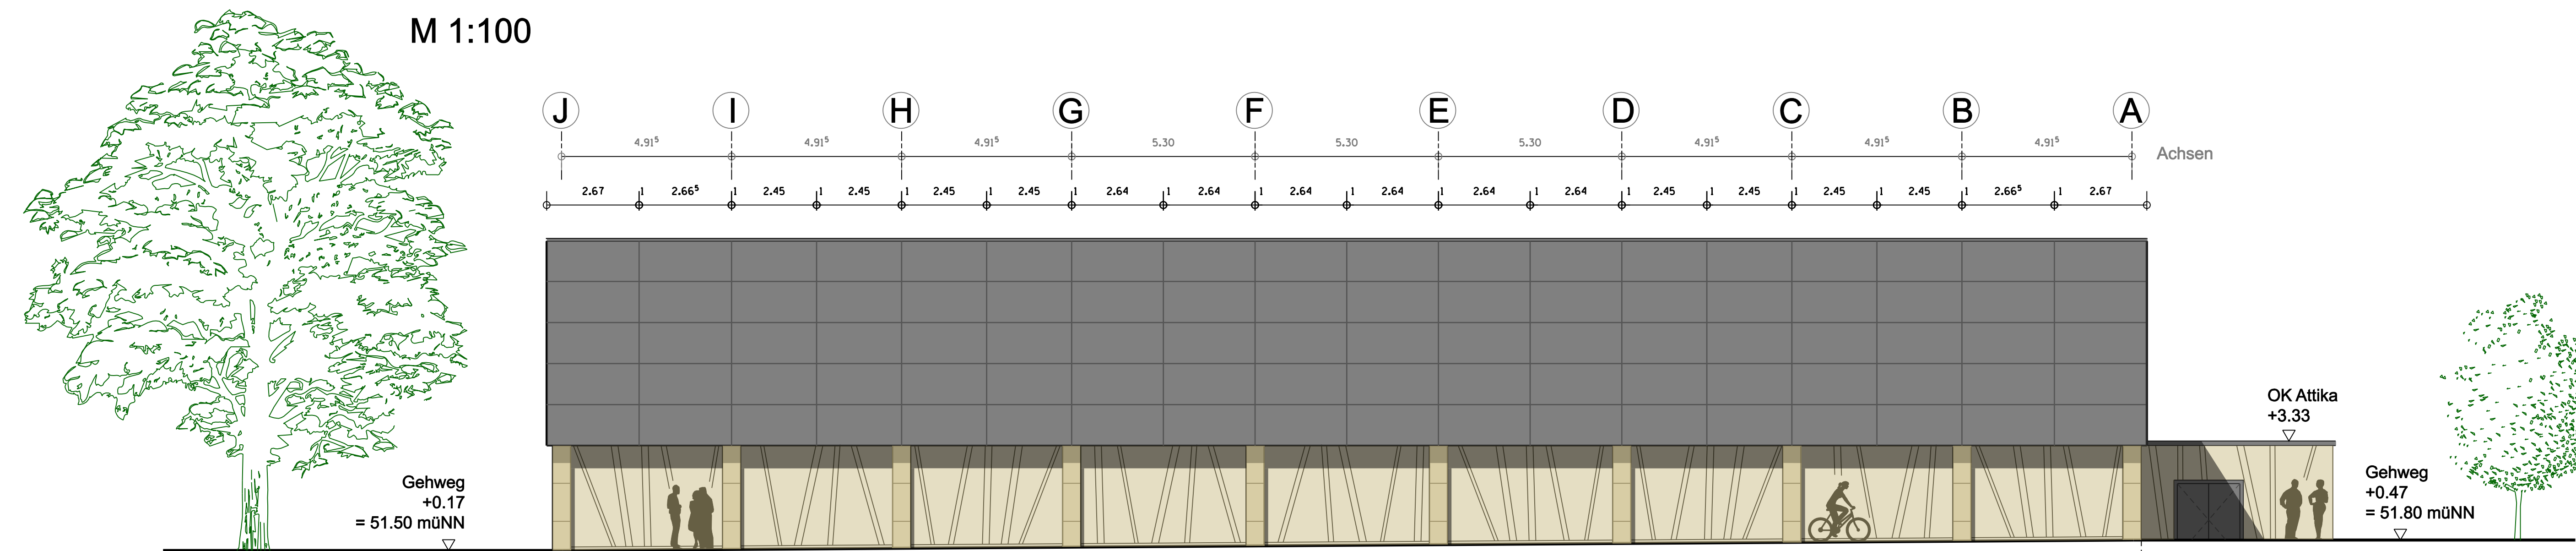 M 1:100
J I H G F E D C B A
4.91⁵ 4.91⁵ 4.91⁵ 5.30 5.30 5.30 4.91⁵ 4.91⁵ 4.91⁵
Achsen
2.67 1 2.66⁵ 1 2.45 1 2.45 1 2.45 1 2.45 1 2.64 1 2.64 1 2.64 1 2.64 1 2.64 1 2.64 1 2.45 1 2.45 1 2.45 1 2.45 1 2.66⁵ 1 2.67
OK Attika
+3.33
Gehweg
+0.17
= 51.50 müNN
Gehweg
+0.47
= 51.80 müNN